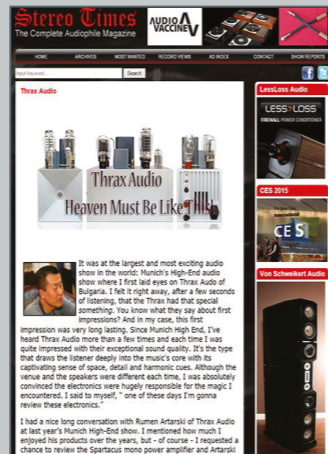 Stereo Times
The Complete Audiophile Magazine
AUDIO
VACCINE
HOME ARCHIVES MOST WANTED RECORD VIEWS AD INDEX CONTACT SHOW REPORTS
Input keyword... Search
Thrax Audio
Thrax Audio
Heaven Must Be Like This!
It was at the largest and most exciting audio
show in the world: Munich's High-End audio
show where I first laid eyes on Thrax Audo of
Bulgaria. I felt it right away, after a few seconds
of listening, that the Thrax had that special
something. You know what they say about first
impressions? And in my case, this first
impression was very long lasting. Since Munich High End, I've
heard Thrax Audio more than a few times and each time I was
quite impressed with their exceptional sound quality. It's the type
that draws the listener deeply into the music's core with its
captivating sense of space, detail and harmonic cues. Although the
venue and the speakers were different each time, I was absolutely
convinced the electronics were hugely responsible for the magic I
encountered. I said to myself, " one of these days I'm gonna
review these electronics."
I had a nice long conversation with Rumen Artarski of Thrax Audio
at last year's Munich High-End show. I mentioned how much I
enjoyed his products over the years, but - of course - I requested a
chance to review the Spartacus mono power amplifier and Artarski
LessLoss Audio
LESS>LOSS
FIREWALL POWER CONDITIONER
CES 2015
CES
Von Schweikert Audio